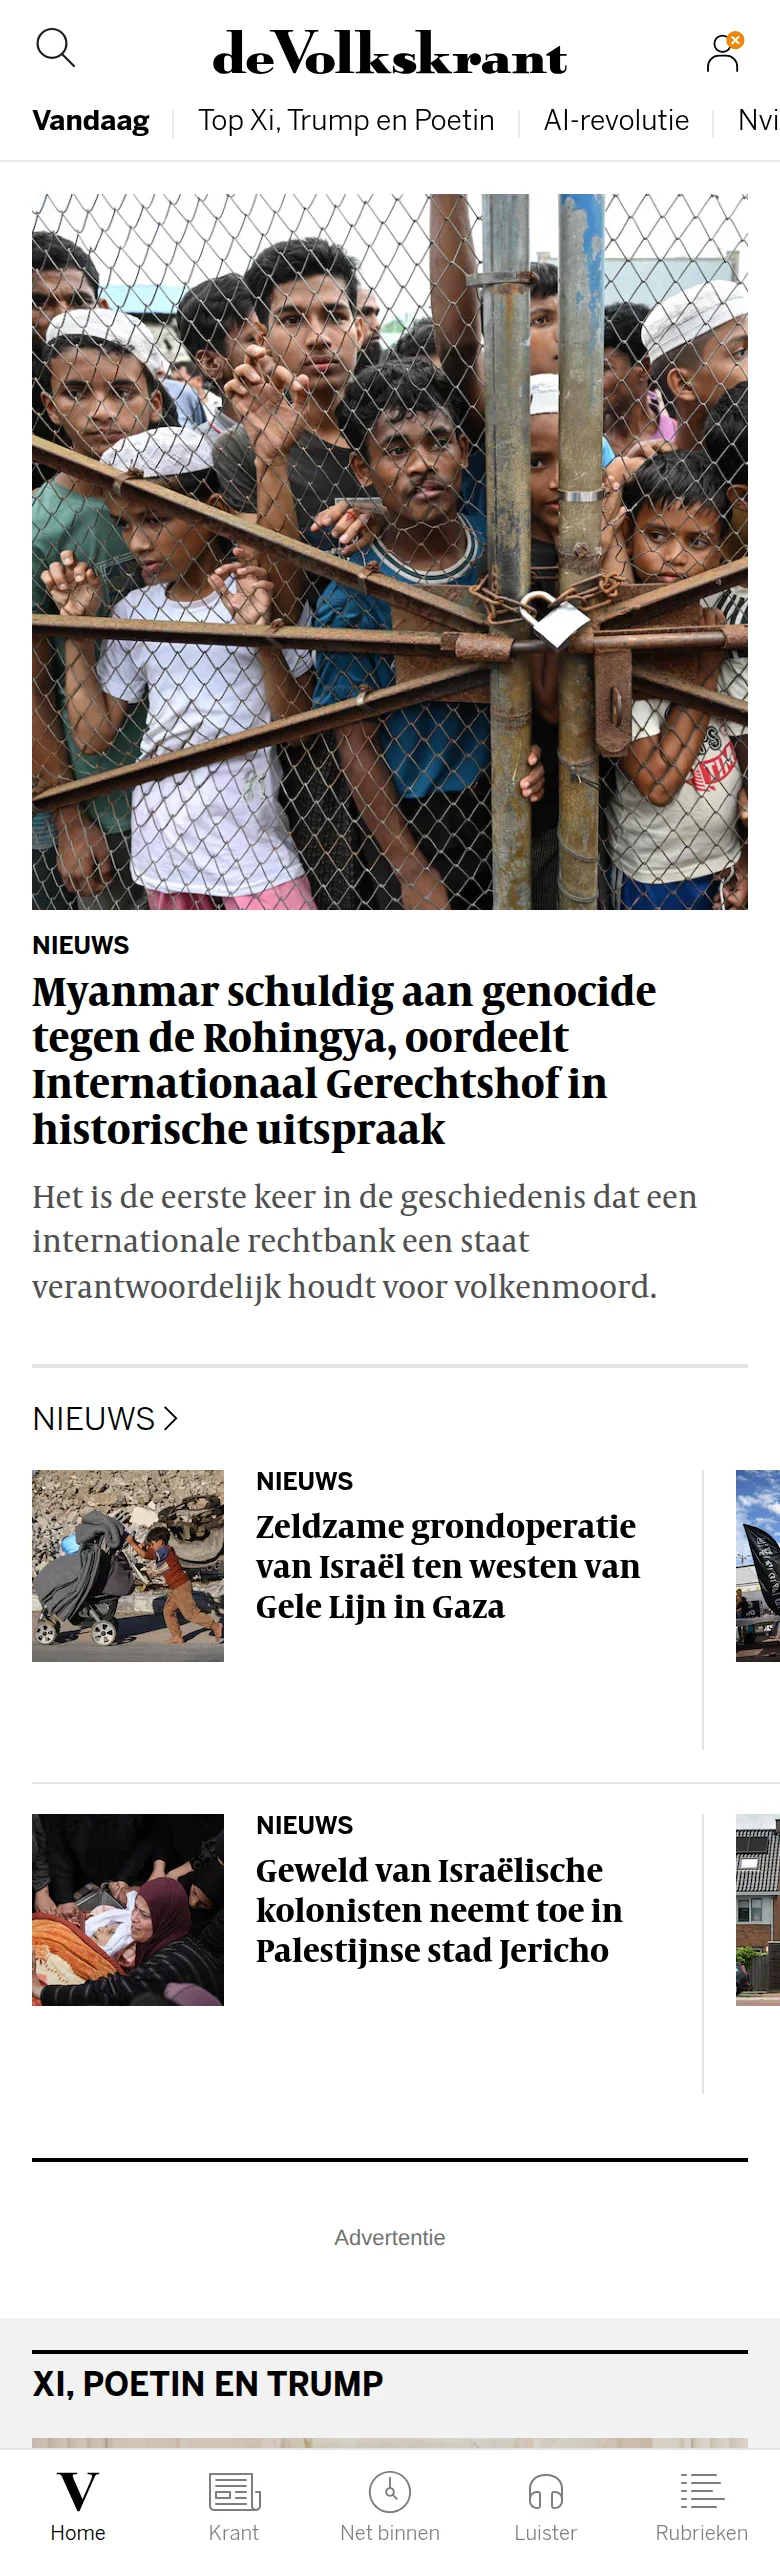 deVolkskrant
Vandaag
Top Xi, Trump en Poetin
AI-revolutie
Nvi
NIEUWS
Myanmar schuldig aan genocide
tegen de Rohingya, oordeelt
Internationaal Gerechtshof in
historische uitspraak
Het is de eerste keer in de geschiedenis dat een
internationale rechtbank een staat
verantwoordelijk houdt voor volkenmoord.
NIEUWS
NIEUWS
Zeldzame grondoperatie
van Israël ten westen van
Gele Lijn in Gaza
NIEUWS
Geweld van Israëlische
kolonisten neemt toe in
Palestijnse stad Jericho
Advertentie
XI, POETIN EN TRUMP
Home
Krant
Net binnen
Luister
Rubrieken